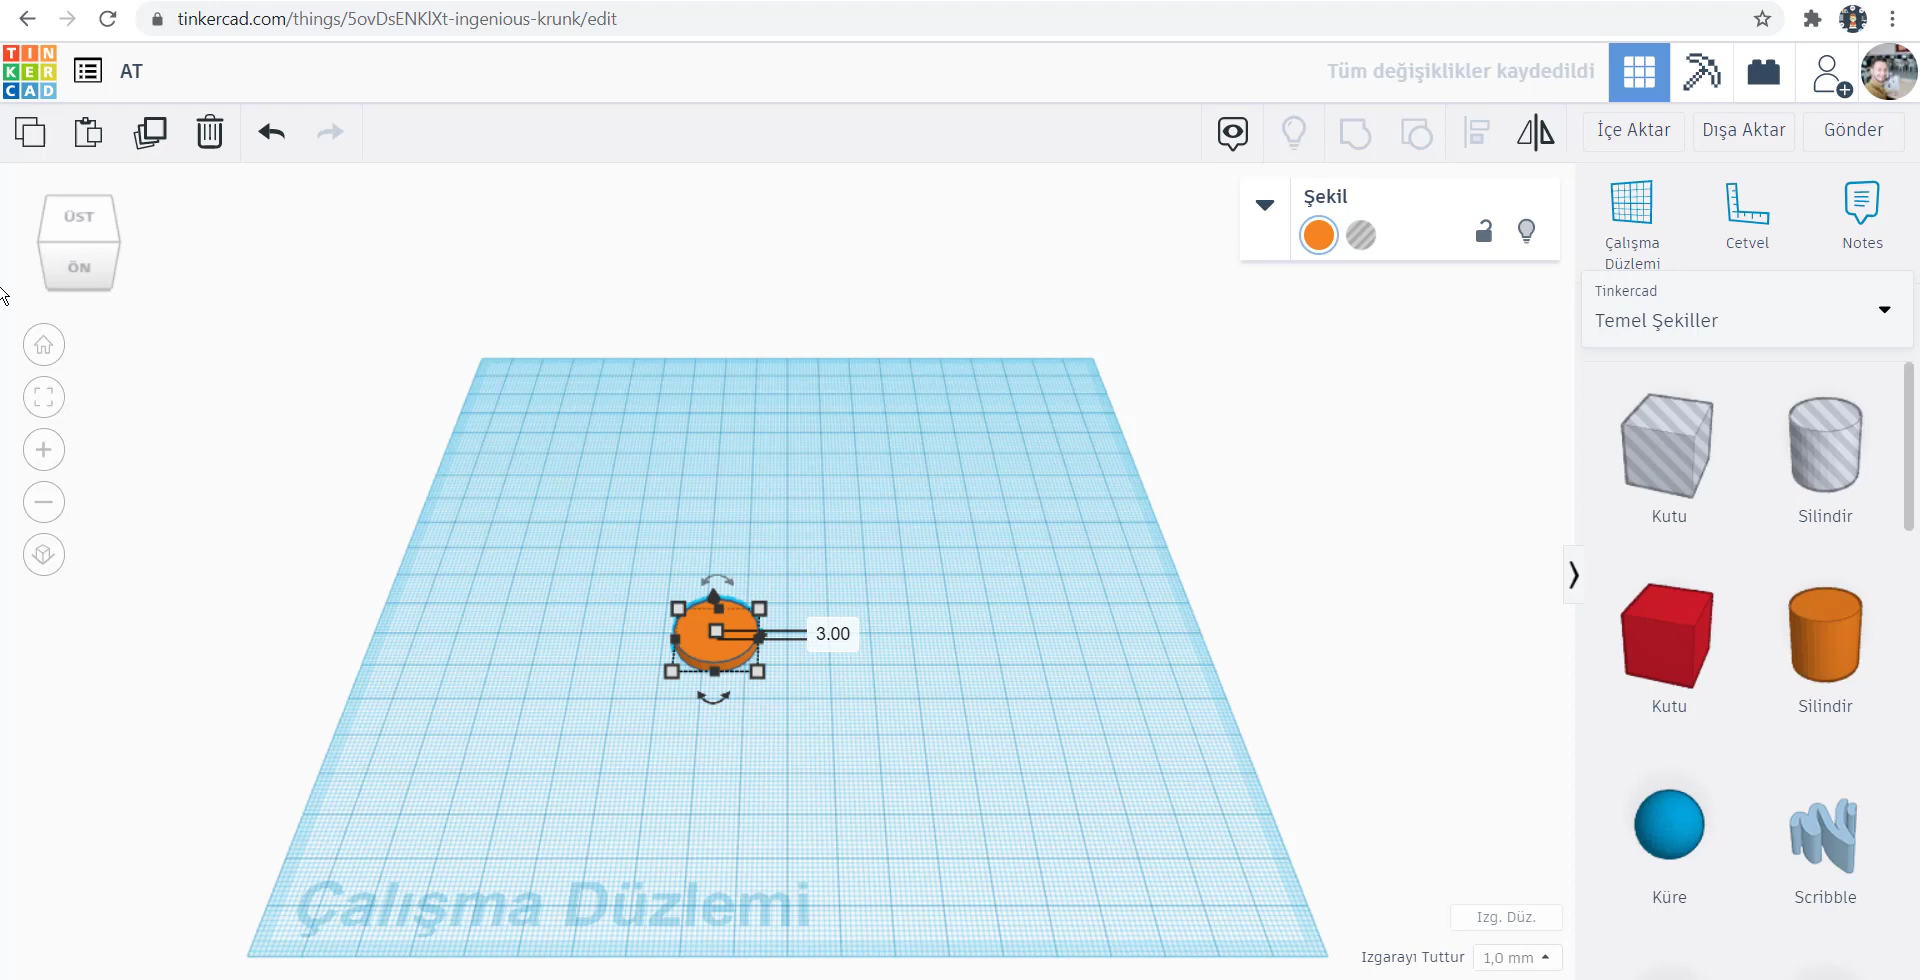 tinkercad.com/things/5ovDsENKlXt-ingenious-krunk/edit
TIN
KER
CAD
AT
Tüm değişiklikler kaydedildi
İçe Aktar
Dışa Aktar
Gönder
ÜST
ÖN
Şekil
Çalışma
Düzlemi
Cetvel
Notes
Tinkercad
Temel Şekiller
Kutu
Silindir
3.00
Kutu
Silindir
Küre
Scribble
Çalışma Düzlemi
Izg. Düz.
Izgarayı Tuttur
1,0 mm